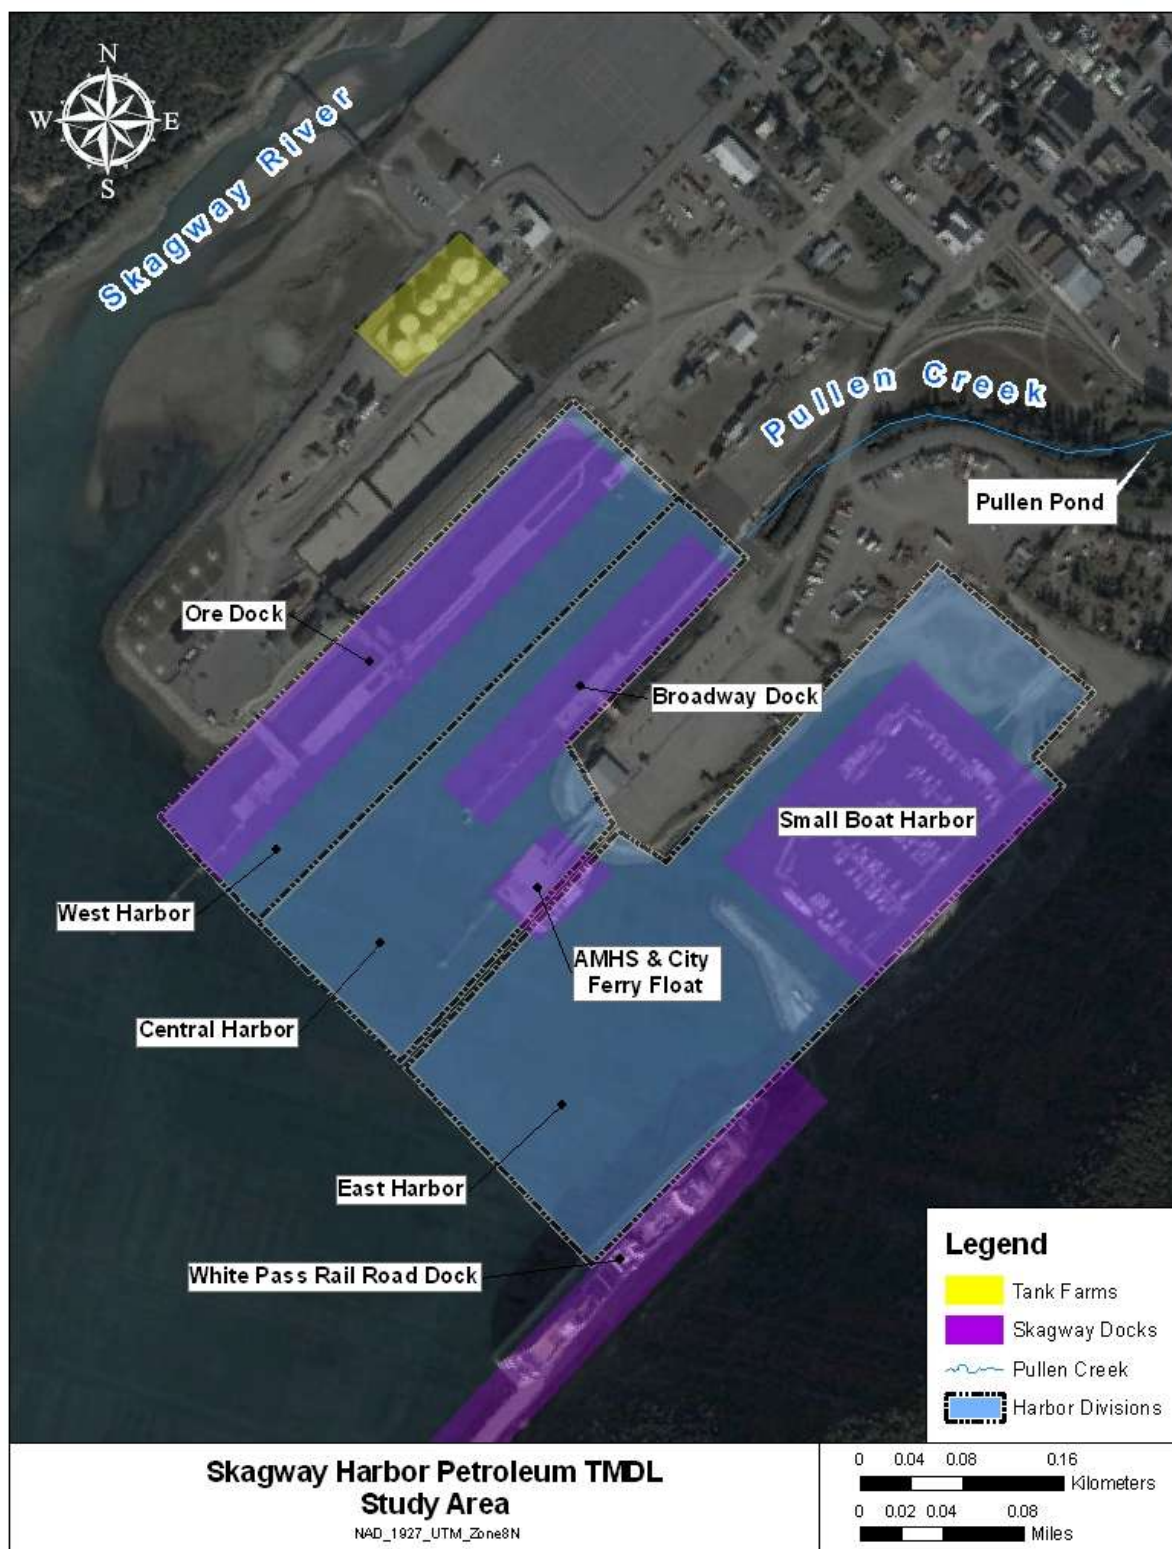 N
W E
S
Skagway River
Pullen Creek
Pullen Pond
Ore Dock
Broadway Dock
Small Boat Harbor
West Harbor
AMHS & City
Ferry Float
Central Harbor
East Harbor
White Pass Rail Road Dock
Legend
Tank Farms
Skagway Docks
Pullen Creek
Harbor Divisions
Skagway Harbor Petroleum TMDL
Study Area
NAD_1927_UTM_Zone8N
0 0.04 0.08 0.16
Kilometers
0 0.02 0.04 0.08
Miles